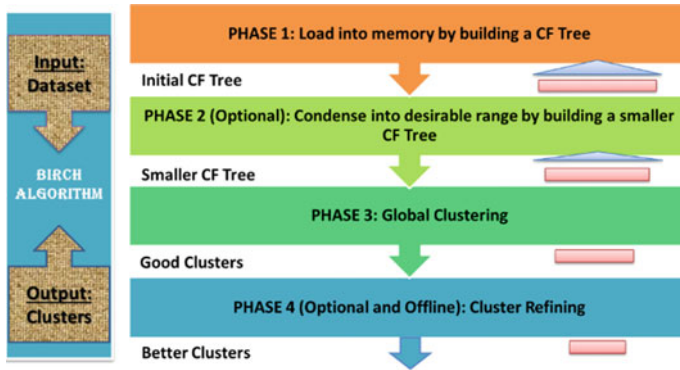 Input:
Dataset
BIRCH
ALGORITHM
Output:
Clusters
PHASE 1: Load into memory by building a CF Tree
Initial CF Tree
PHASE 2 (Optional): Condense into desirable range by building a smaller
CF Tree
Smaller CF Tree
PHASE 3: Global Clustering
Good Clusters
PHASE 4 (Optional and Offline): Cluster Refining
Better Clusters